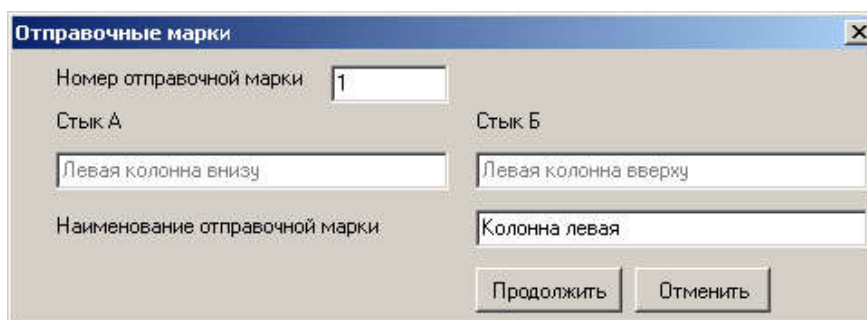 Отправочные марки
Номер отправочной марки 1
Стык А Стык Б
Левая колонна внизу Левая колонна вверху
Наименование отправочной марки Колонна левая
Продолжить Отменить